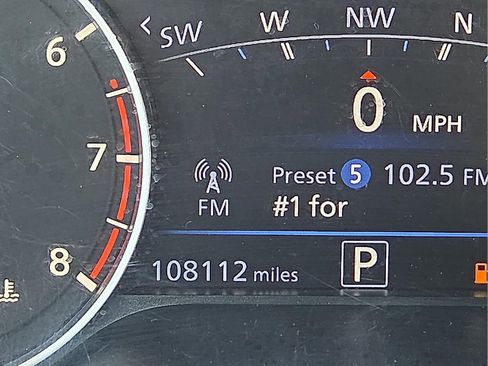 SW W NW N
6
0 MPH
7
Preset 5 102.5 FM
FM #1 for
8
108112 miles P